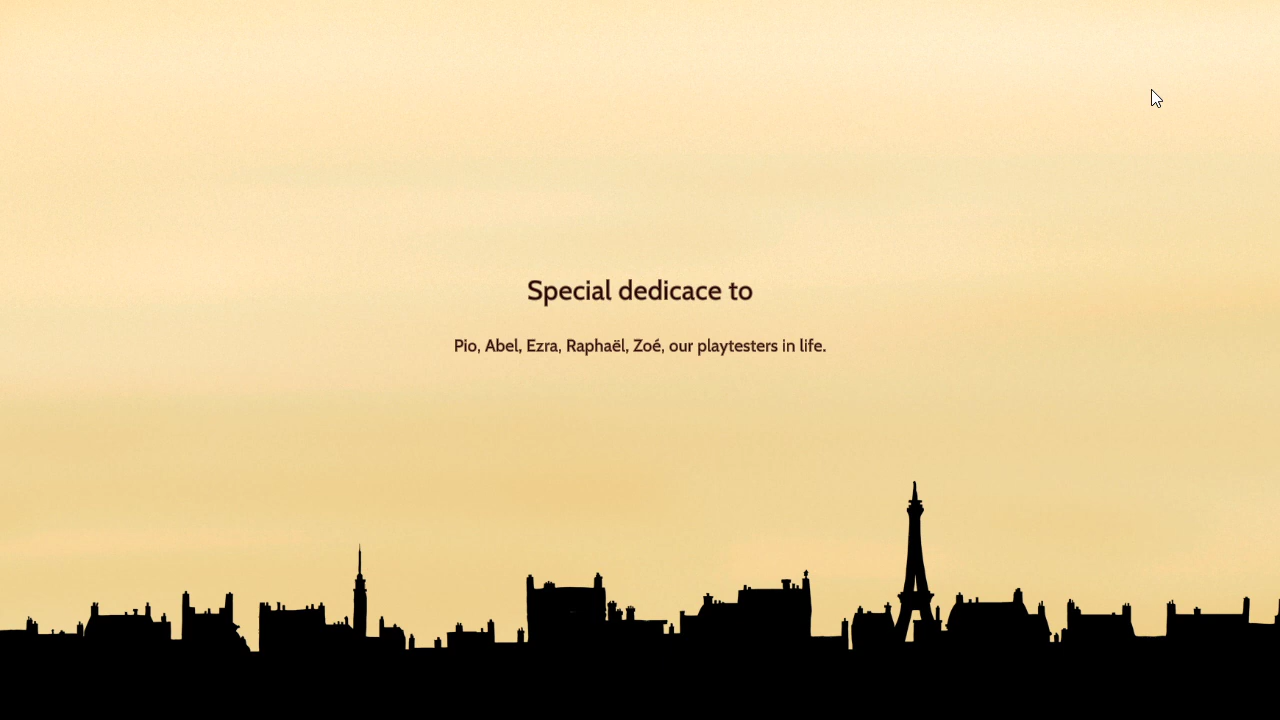 Special dedicace to
Pio, Abel, Ezra, Raphaël, Zoé, our playtesters in life.